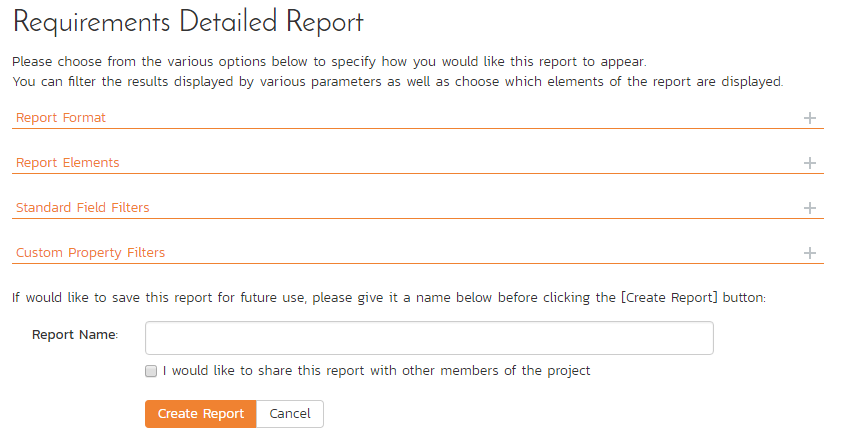 Requirements Detailed Report
Please choose from the various options below to specify how you would like this report to appear.
You can filter the results displayed by various parameters as well as choose which elements of the report are displayed.
Report Format
Report Elements
Standard Field Filters
Custom Property Filters
If would like to save this report for future use, please give it a name below before clicking the [Create Report] button:
Report Name:
I would like to share this report with other members of the project
Create Report Cancel